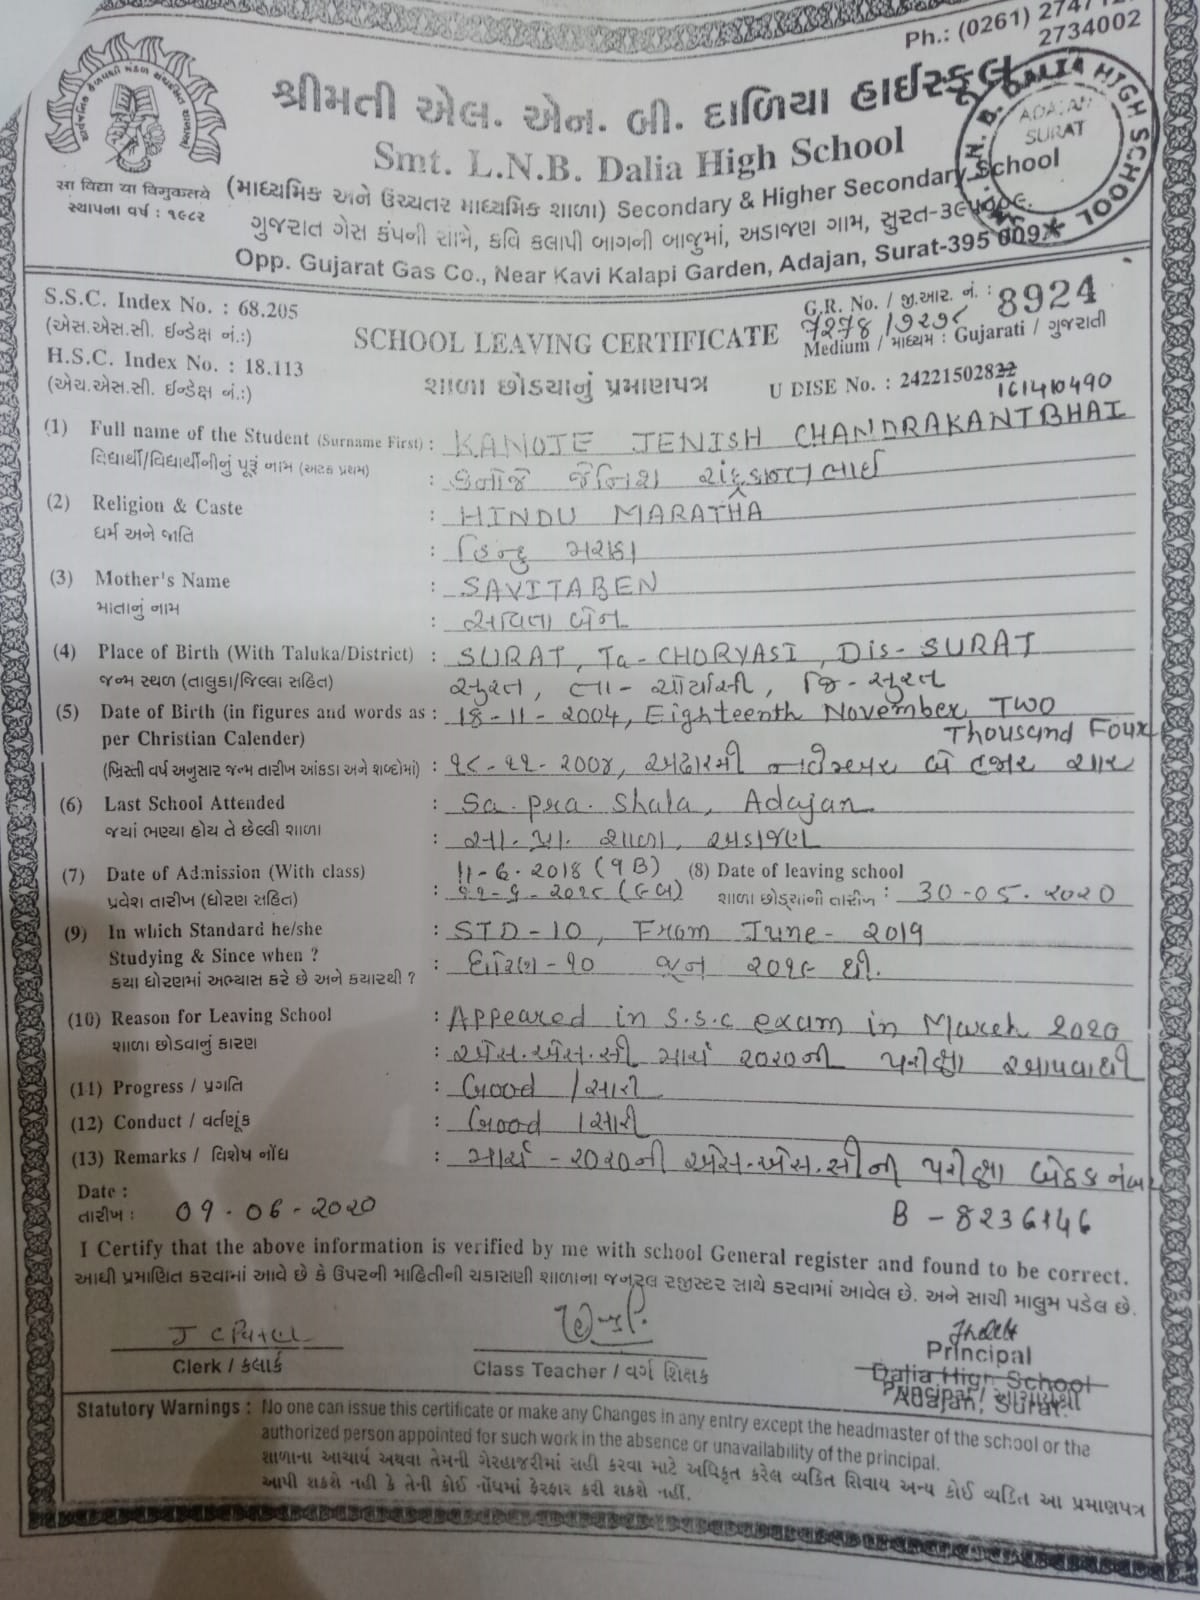 Ph.: (0261) 2747
2734002
શ્રીમતી એલ. એન. બી. દાળિયા હાઈસ્કૂલ
Smt. L.N.B. Dalia High School
ADAJAN
SURAT
सा विद्या या विमुक्तये
(માધ્યમિક અને ઉચ્ચતર માધ્યમિક શાળા) Secondary & Higher Secondary School
સ્થાપના વર્ષ : ૧૯૮૨
ગુજરાત ગેસ કંપની સામે, કવિ કલાપી બાગની બાજુમાં, અડાજણ ગામ, સુરત-૩૯૫૦૦૯.
Opp. Gujarat Gas Co., Near Kavi Kalapi Garden, Adajan, Surat-395 009
S.S.C. Index No. : 68.205
(એસ.એસ.સી. ઈન્ડેક્ષ નં.:)
H.S.C. Index No. : 18.113
(એચ.એસ.સી. ઈન્ડેક્ષ નં.:)
SCHOOL LEAVING CERTIFICATE
શાળા છોડ્યાનું પ્રમાણપત્ર
G.R. No. / જી.આર. નં. : 8924
7278 / ૭૨૭૮
Medium / માધ્યમ : Gujarati / ગુજરાતી
U DISE No. : 2422150282
161410490
(1) Full name of the Student (Surname First) : KANOJE JENISH CHANDRAKANTBHAI
વિદ્યાર્થી/વિદ્યાર્થીનીનું પૂરૂં નામ (અટક પ્રથમ) : કનોજે જેનિશ ચંદ્રકાન્તભાઈ
(2) Religion & Caste : HINDU MARATHA
ધર્મ અને જાતિ : હિન્દુ મરાઠા
(3) Mother's Name : SAVITABEN
માતાનું નામ : સવિતાબેન
(4) Place of Birth (With Taluka/District) : SURAT, Ta-CHORYASI, Dis-SURAT
જન્મ સ્થળ (તાલુકા/જિલ્લા સહિત) સુરત, તા-ચોર્યાસી, જિ-સુરત
(5) Date of Birth (in figures and words as : 18-11-2004, Eighteenth November Two
per Christian Calender) Thousand Four
(ખ્રિસ્તી વર્ષ અનુસાર જન્મ તારીખ આંકડા અને શબ્દોમાં) : ૧૮-૧૧-૨૦૦૪, અઢારમી નવેમ્બર બે હજાર ચાર
(6) Last School Attended : Sa. pra. Shala, Adajan
જયાં ભણ્યા હોય તે છેલ્લી શાળા : સા. પ્રા. શાળા, અડાજણ
(7) Date of Admission (With class) 11-6-2018 (9B) (8) Date of leaving school
પ્રવેશ તારીખ (ધોરણ સહિત) : ૧૧-૬-૨૦૧૮ (૯બ) શાળા છોડ્યાની તારીખ : 30-05-2020
(9) In which Standard he/she : STD-10, From June-2019
Studying & Since when ? : ધોરણ-૧૦ જૂન ૨૦૧૯ થી.
કયા ધોરણમાં અભ્યાસ કરે છે અને કયારથી ?
(10) Reason for Leaving School : Appeared in S.S.C exam in March 2020
શાળા છોડવાનું કારણ : એસ.એસ.સી માર્ચ ૨૦૨૦ની પરીક્ષા આપવાથી
(11) Progress / પ્રગતિ : Good / સારી
(12) Conduct / વર્તણૂંક : Good / સારી
(13) Remarks / વિશેષ નોંધ : માર્ચ-૨૦૨૦ની એસ.એસ.સીની પરીક્ષા બેઠક નંબર
Date :
તારીખ : 09-06-2020
B-8236146
I Certify that the above information is verified by me with school General register and found to be correct.
આથી પ્રમાણિત કરવામાં આવે છે કે ઉપરની માહિતીની ચકાસણી શાળાના જનરલ રજીસ્ટર સાથે કરવામાં આવેલ છે. અને સાચી માલુમ પડેલ છે.
Clerk / કલાર્ક
Class Teacher / વર્ગ શિક્ષક
Principal
Dalia High School
Principal / આચાર્યશ્રી
Adajan, Surat.
Statutory Warnings : No one can issue this certificate or make any Changes in any entry except the headmaster of the school or the
authorized person appointed for such work in the absence or unavailability of the principal.
શાળાના આચાર્ય અથવા તેમની ગેરહાજરીમાં સહી કરવા માટે અધિકૃત કરેલ વ્યકિત સિવાય અન્ય કોઈ વ્યકિત આ પ્રમાણપત્ર
આપી શકશે નહીં કે તેની કોઈ નોંધમાં ફેરફાર કરી શકશે નહીં.